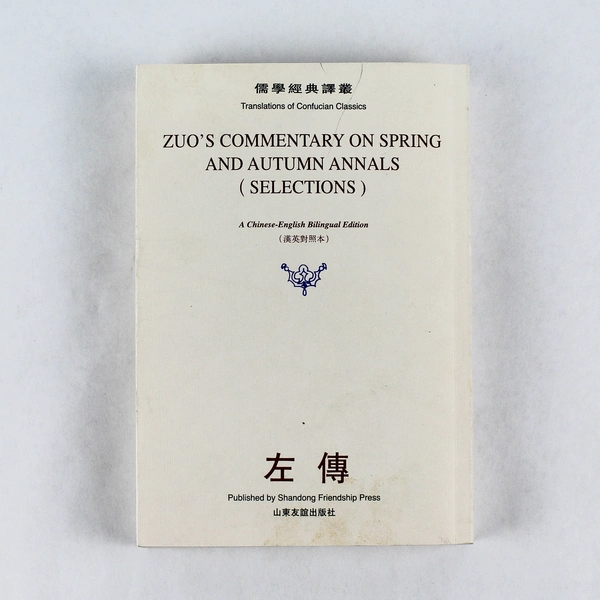 儒學經典譯叢
Translations of Confucian Classics
ZUO'S COMMENTARY ON SPRING
AND AUTUMN ANNALS
( SELECTIONS )
A Chinese-English Bilingual Edition
（漢英對照本）
左傳
Published by Shandong Friendship Press
山東友誼出版社